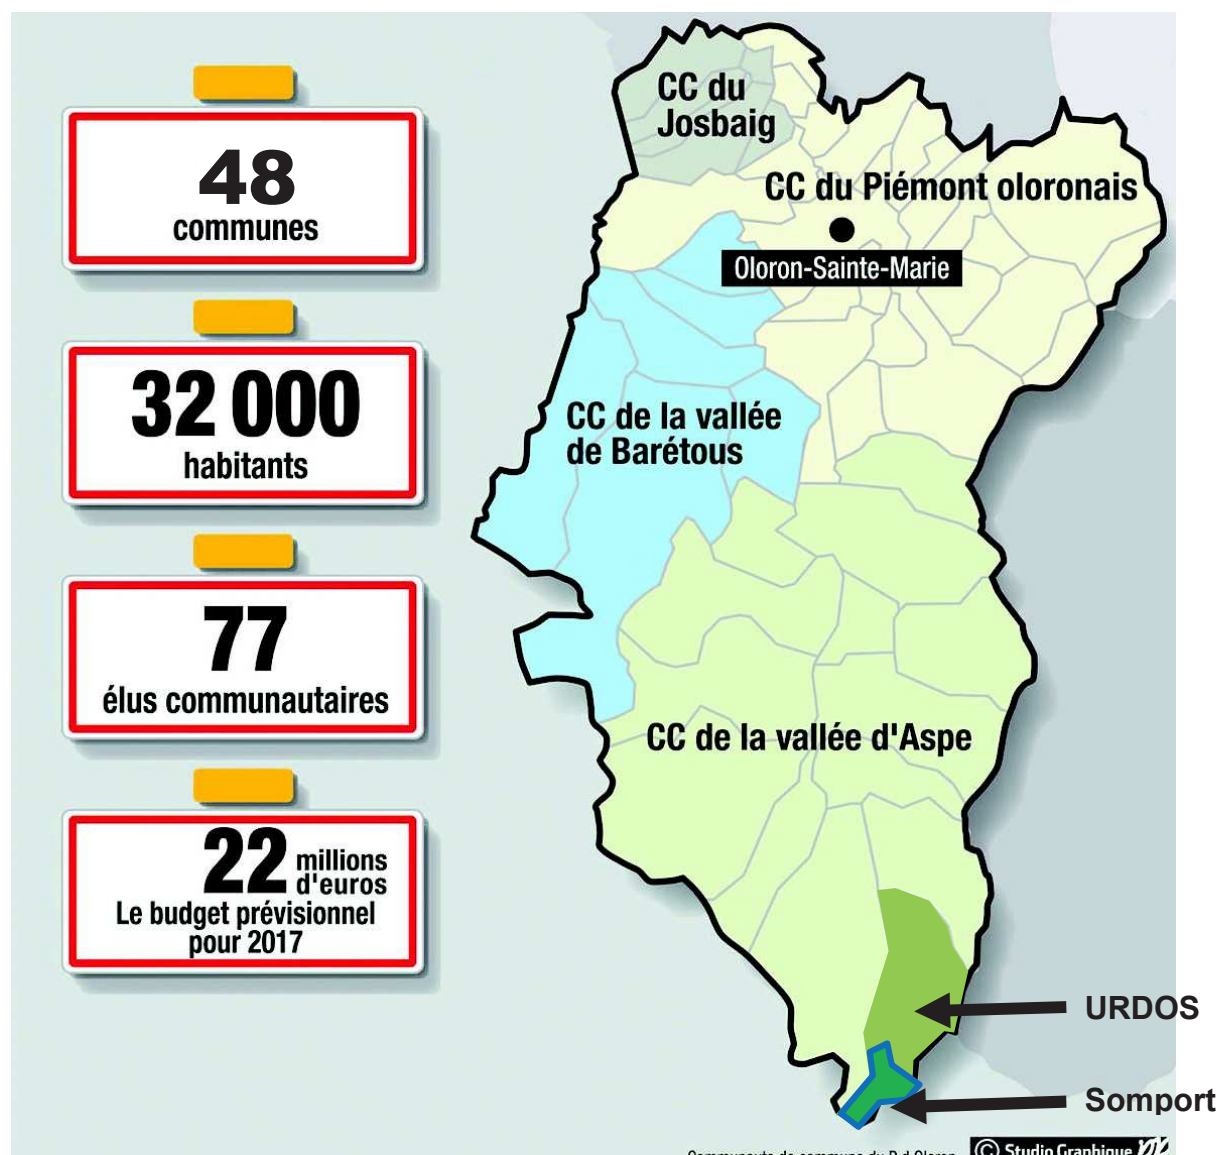 48
communes
32 000
habitants
77
élus communautaires
22 millions
d'euros
Le budget prévisionnel
pour 2017
CC du
Josbaig
CC du Piémont oloronais
Oloron-Sainte-Marie
CC de la vallée
de Barétous
CC de la vallée d'Aspe
URDOS
Somport
© Studio Graphique